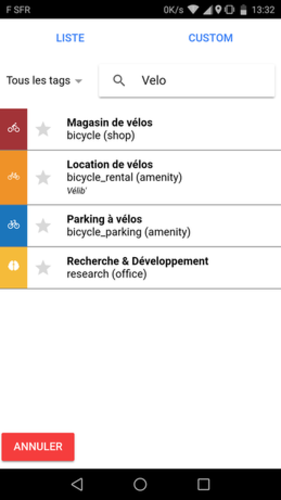 F SFR 0K/s 13:32
LISTE CUSTOM
Tous les tags Velo
Magasin de vélos
bicycle (shop)
Location de vélos
bicycle_rental (amenity)
Vélib'
Parking à vélos
bicycle_parking (amenity)
Recherche & Développement
research (office)
ANNULER